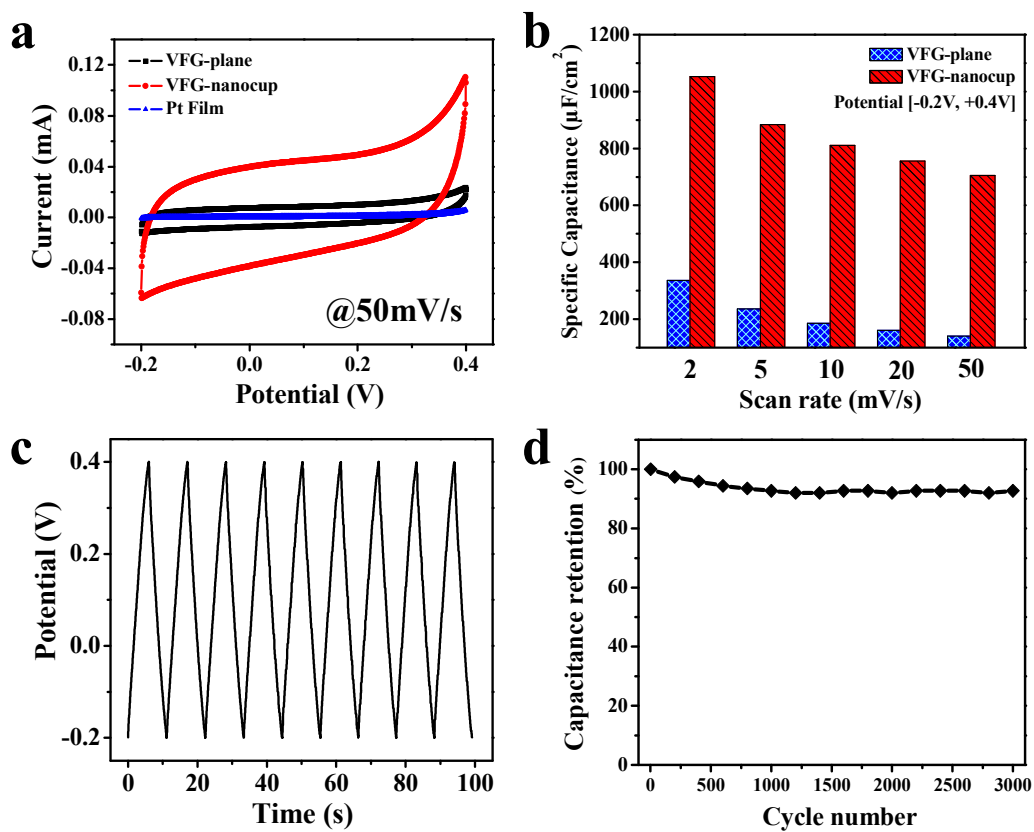 a
VFG-plane
VFG-nanocup
Pt Film
0.12
0.08
0.04
0.00
-0.04
-0.08
Current (mA)
@50mV/s
-0.2
0.0
0.2
0.4
Potential (V)
b
VFG-plane
VFG-nanocup
Potential [-0.2V, +0.4V]
1200
1000
800
600
400
200
Specific Capacitance (µF/cm²)
2
5
10
20
50
Scan rate (mV/s)
c
0.4
0.2
0.0
-0.2
Potential (V)
0
20
40
60
80
100
Time (s)
d
100
80
60
40
20
0
Capacitance retention (%)
0
500
1000
1500
2000
2500
3000
Cycle number